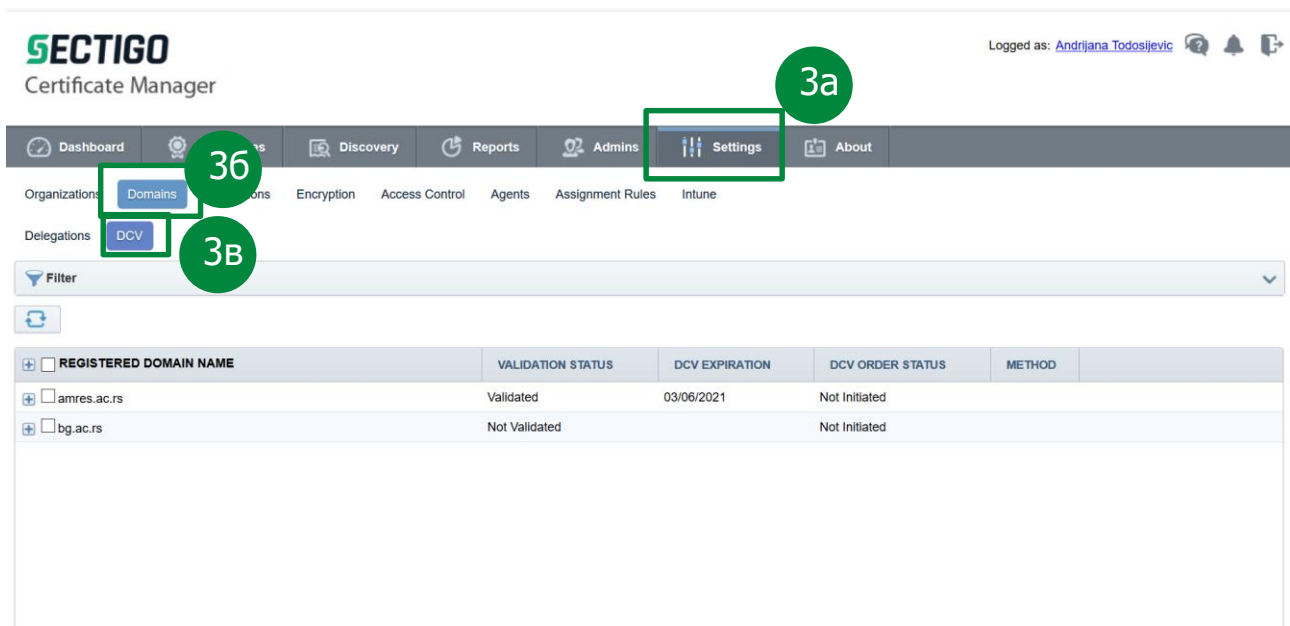 SECTIGO
Certificate Manager
Logged as: Andrijana Todosijevic
3а
Dashboard Discovery Reports Admins Settings About
3б
Organizations Domains Encryption Access Control Agents Assignment Rules Intune
Delegations DCV
3в
Filter
REGISTERED DOMAIN NAME VALIDATION STATUS DCV EXPIRATION DCV ORDER STATUS METHOD
amres.ac.rs Validated 03/06/2021 Not Initiated
bg.ac.rs Not Validated Not Initiated